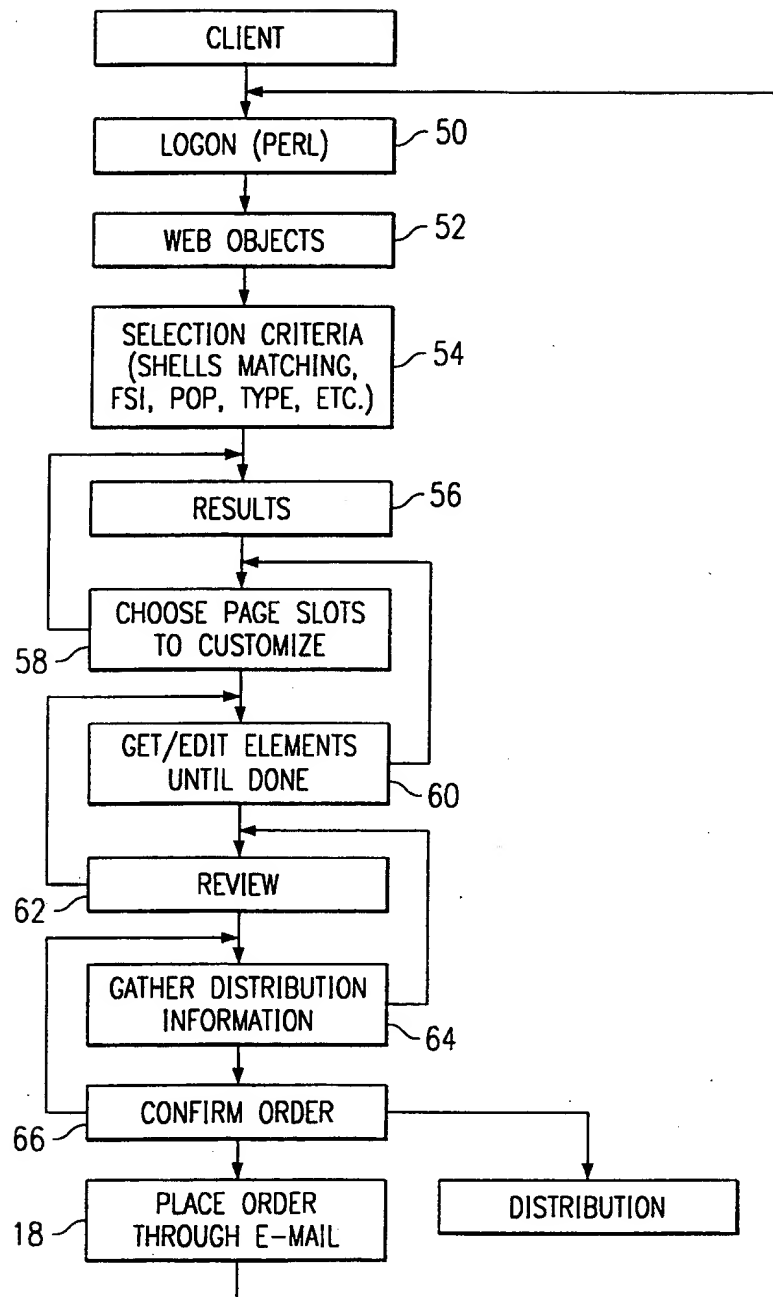 CLIENT
LOGON (PERL)
50
WEB OBJECTS
52
SELECTION CRITERIA
(SHELLS MATCHING,
FSI, POP, TYPE, ETC.)
54
RESULTS
56
CHOOSE PAGE SLOTS
TO CUSTOMIZE
58
GET/EDIT ELEMENTS
UNTIL DONE
60
REVIEW
62
GATHER DISTRIBUTION
INFORMATION
64
CONFIRM ORDER
66
PLACE ORDER
THROUGH E-MAIL
18
DISTRIBUTION